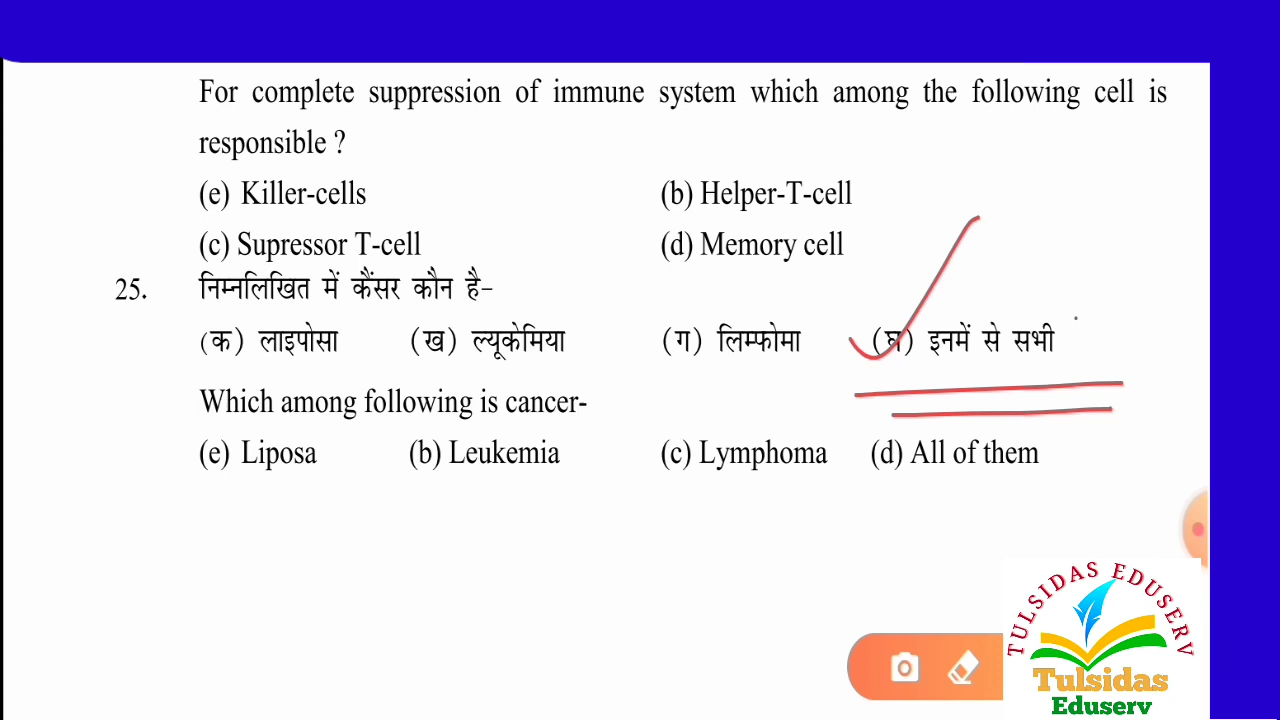 For complete suppression of immune system which among the following cell is
responsible ?
(e) Killer-cells (b) Helper-T-cell
(c) Supressor T-cell (d) Memory cell
25. निम्नलिखित में कैंसर कौन है–
(क) लाइपोसा (ख) ल्यूकेमिया (ग) लिम्फोमा (घ) इनमें से सभी
Which among following is cancer-
(e) Liposa (b) Leukemia (c) Lymphoma (d) All of them
TULSIDAS EDUSERV
Tulsidas
Eduserv